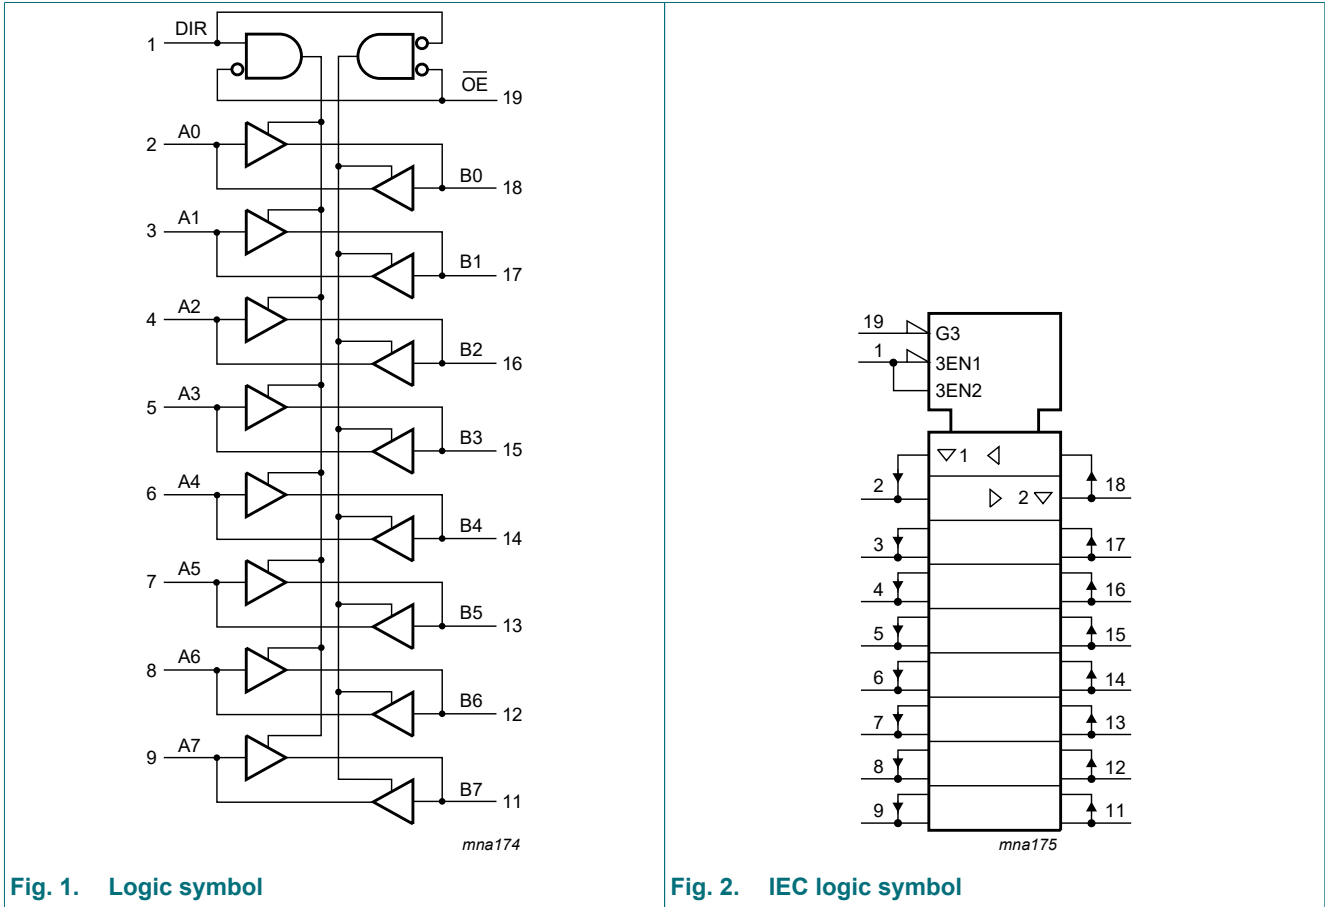 1 DIR
OE 19
2 A0
B0 18
3 A1
B1 17
4 A2
B2 16
5 A3
B3 15
6 A4
B4 14
7 A5
B5 13
8 A6
B6 12
9 A7
B7 11
mna174
Fig. 1. Logic symbol
19 G3
1 3EN1
3EN2
1
2 18
2
3 17
4 16
5 15
6 14
7 13
8 12
9 11
mna175
Fig. 2. IEC logic symbol